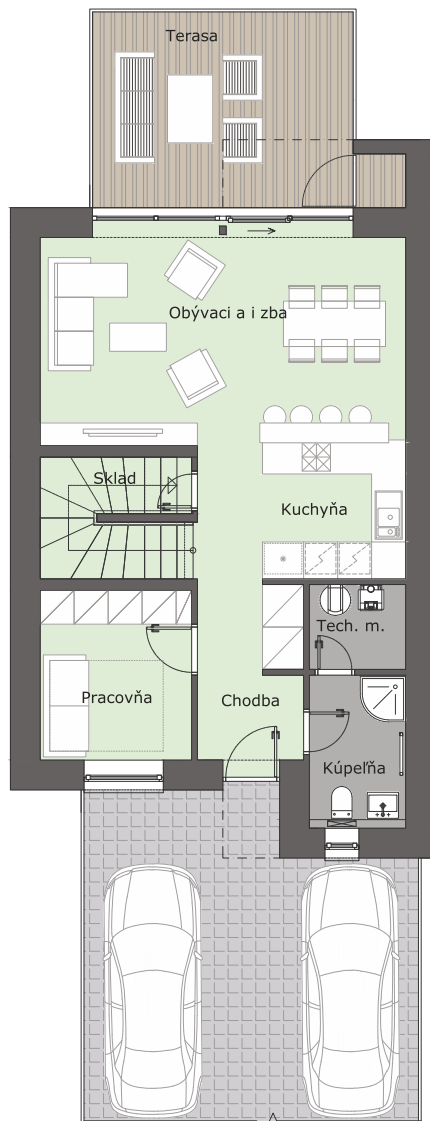 Terasa
Obývaci a i zba
Sklad
Kuchyňa
Tech. m.
Pracovňa
Chodba
Kúpeľňa